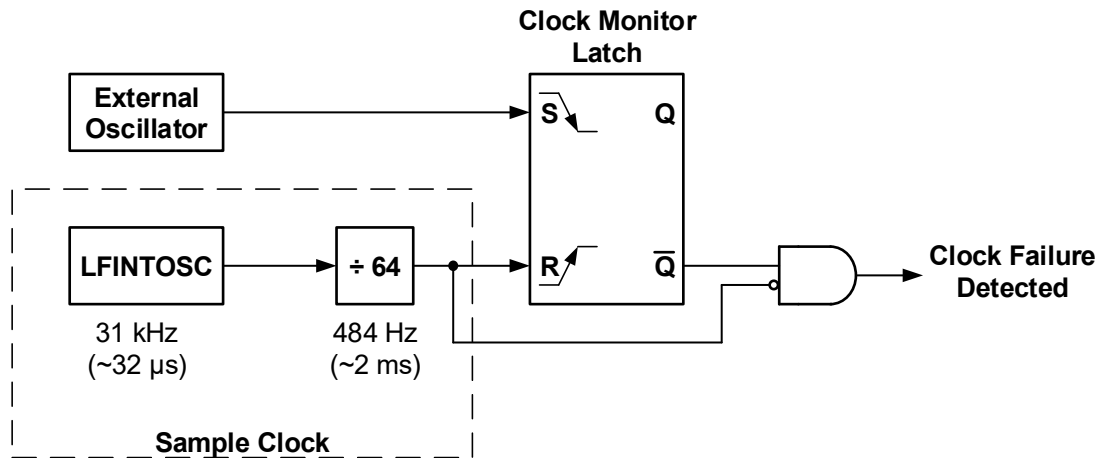 Clock Monitor
Latch
External
Oscillator
S
Q
LFINTOSC
÷ 64
R
Q̅
Clock Failure
Detected
31 kHz
(~32 µs)
484 Hz
(~2 ms)
Sample Clock